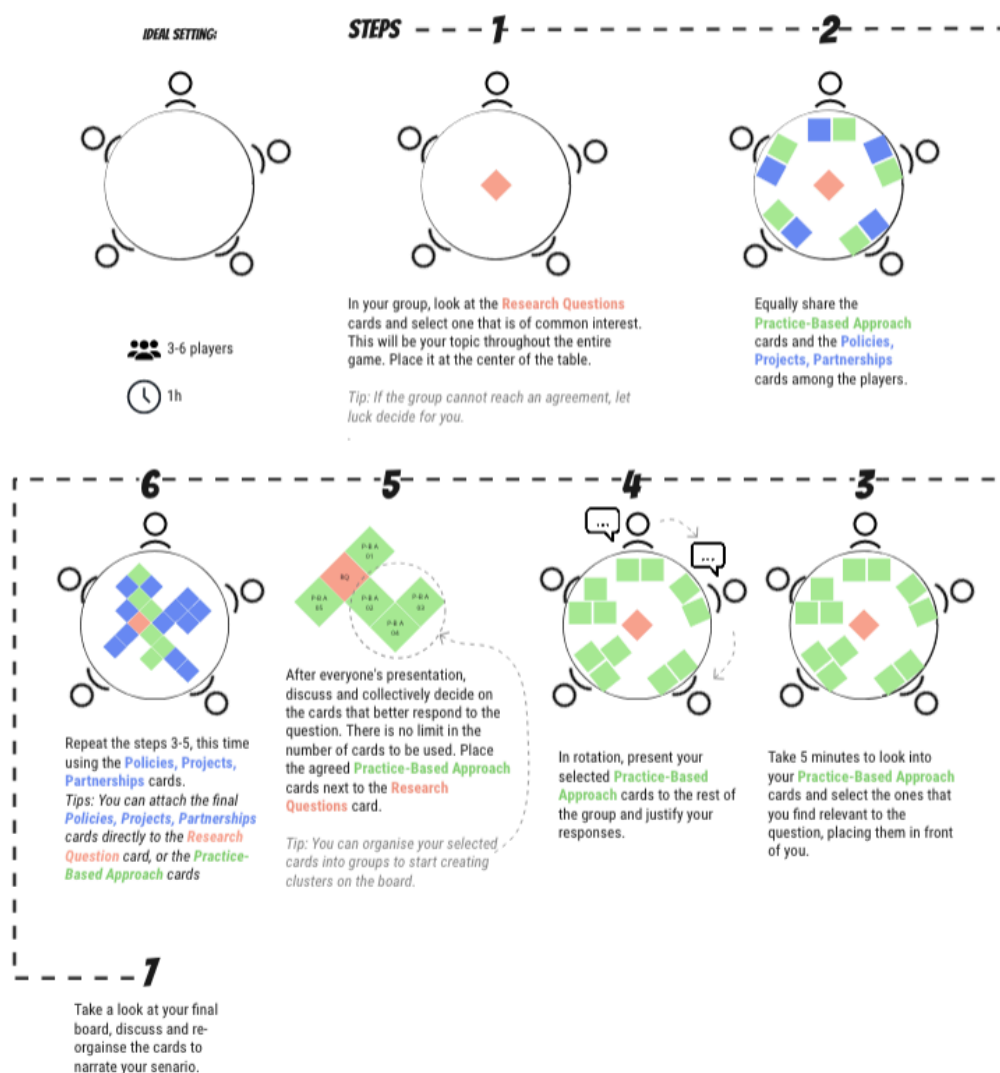 IDEAL SETTING:
STEPS
1
2
3-6 players
1h
In your group, look at the Research Questions
cards and select one that is of common interest.
This will be your topic throughout the entire
game. Place it at the center of the table.
Tip: If the group cannot reach an agreement, let
luck decide for you.
.
Equally share the
Practice-Based Approach
cards and the Policies,
Projects, Partnerships
cards among the players.
3
...
...
Take 5 minutes to look into
your Practice-Based Approach
cards and select the ones that
you find relevant to the
question, placing them in front
of you.
4
In rotation, present your
selected Practice-Based
Approach cards to the rest of
the group and justify your
responses.
5
P-B A
01
RQ
P-B A
05
P-B A
02
P-B A
03
P-B A
04
After everyone's presentation,
discuss and collectively decide on
the cards that better respond to the
question. There is no limit in the
number of cards to be used. Place
the agreed Practice-Based Approach
cards next to the Research
Questions card.
Tip: You can organise your selected
cards into groups to start creating
clusters on the board.
6
Repeat the steps 3-5, this time
using the Policies, Projects,
Partnerships cards.
Tips: You can attach the final
Policies, Projects, Partnerships
cards directly to the Research
Question card, or the Practice-
Based Approach cards
7
Take a look at your final
board, discuss and re-
orgainse the cards to
narrate your senario.